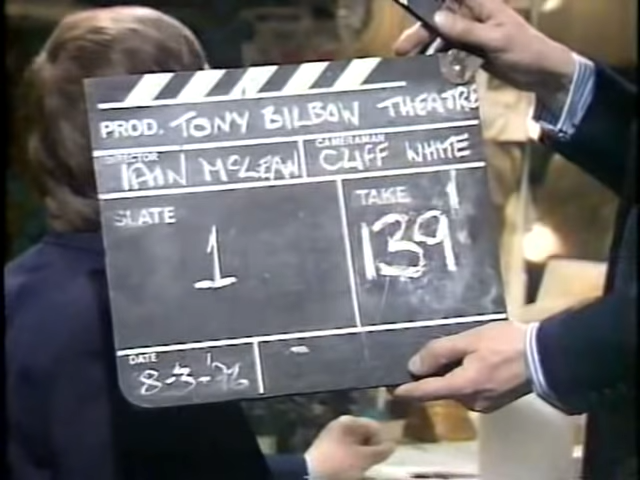 PROD. TONY BILBOW THEATRE
DIRECTOR IAIN McLEAN CAMERAMAN CLIFF WHITE
SLATE 1 TAKE 1
139
DATE 8-3-76